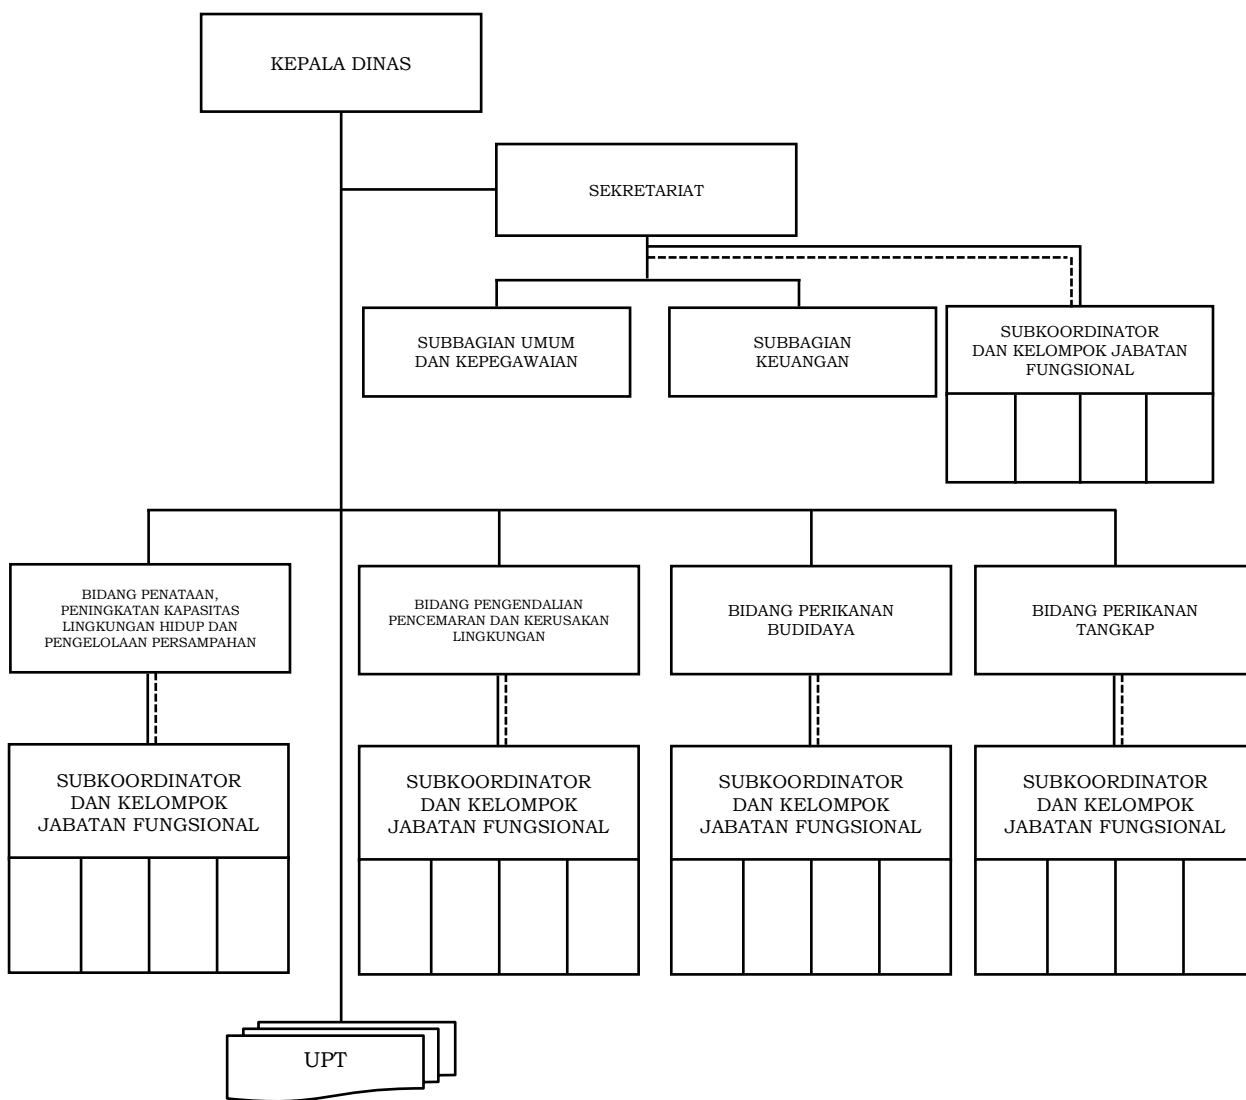 KEPALA DINAS
SEKRETARIAT
SUBBAGIAN UMUM
DAN KEPEGAWAIAN
SUBBAGIAN
KEUANGAN
SUBKOORDINATOR
DAN KELOMPOK JABATAN
FUNGSIONAL
BIDANG PENATAAN,
PENINGKATAN KAPASITAS
LINGKUNGAN HIDUP DAN
PENGELOLAAN PERSAMPAHAN
BIDANG PENGENDALIAN
PENCEMARAN DAN KERUSAKAN
LINGKUNGAN
BIDANG PERIKANAN
BUDIDAYA
BIDANG PERIKANAN
TANGKAP
SUBKOORDINATOR
DAN KELOMPOK
JABATAN FUNGSIONAL
SUBKOORDINATOR
DAN KELOMPOK
JABATAN FUNGSIONAL
SUBKOORDINATOR
DAN KELOMPOK
JABATAN FUNGSIONAL
SUBKOORDINATOR
DAN KELOMPOK
JABATAN FUNGSIONAL
UPT